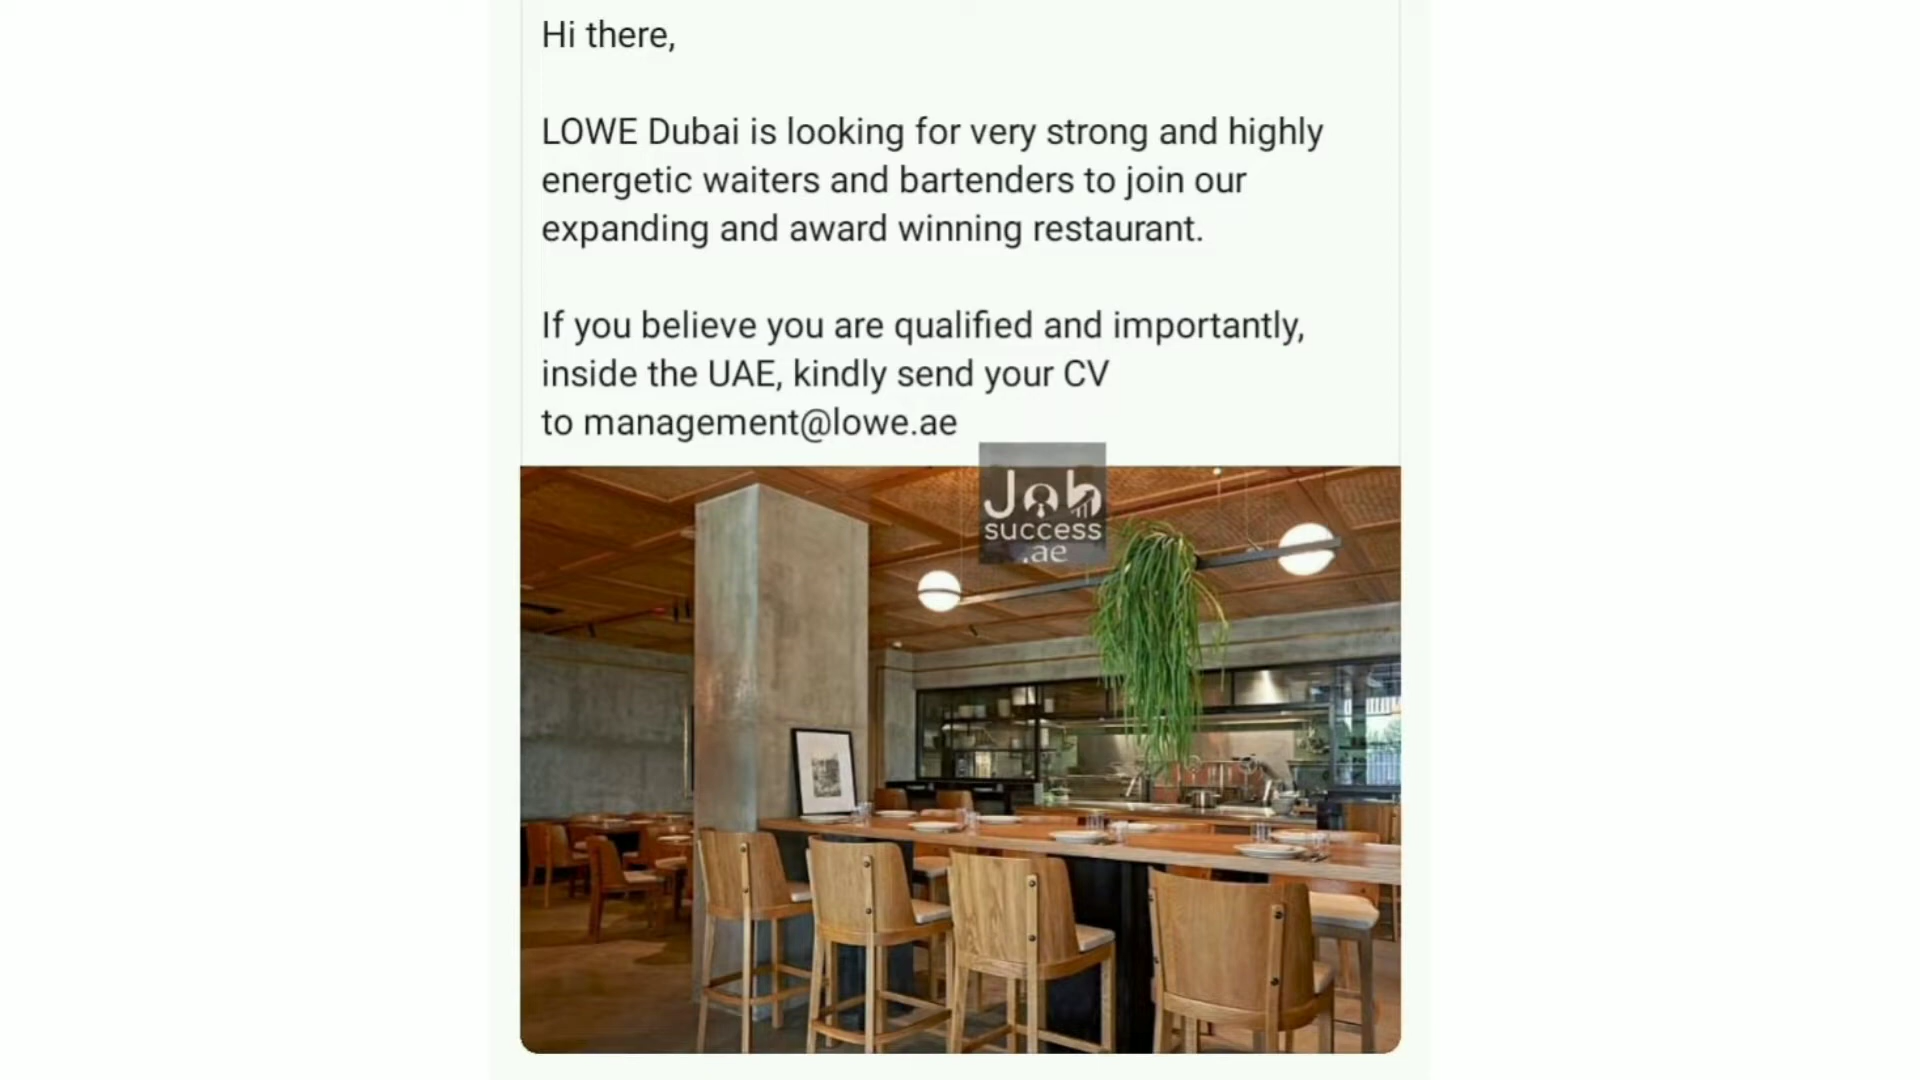 Hi there,
LOWE Dubai is looking for very strong and highly
energetic waiters and bartenders to join our
expanding and award winning restaurant.
If you believe you are qualified and importantly,
inside the UAE, kindly send your CV
to management@lowe.ae
Job
success
.ae